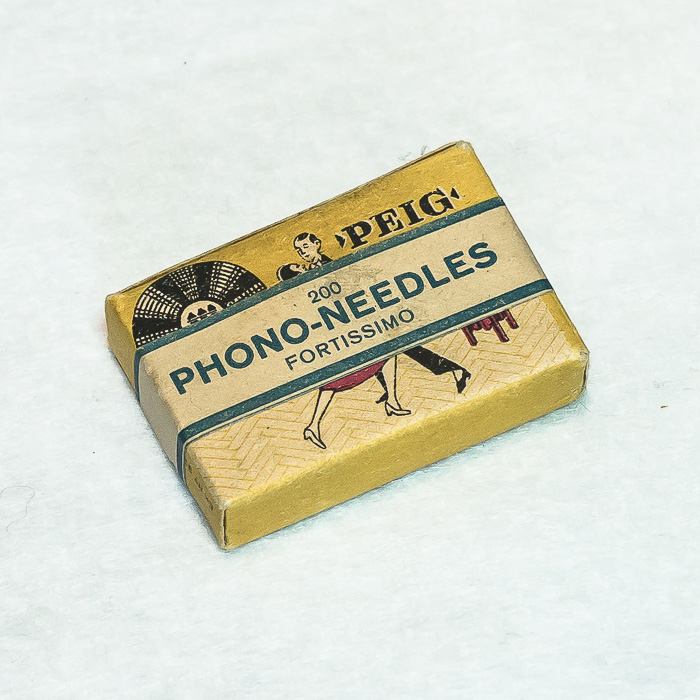 PEIG
200
PHONO-NEEDLES
FORTISSIMO